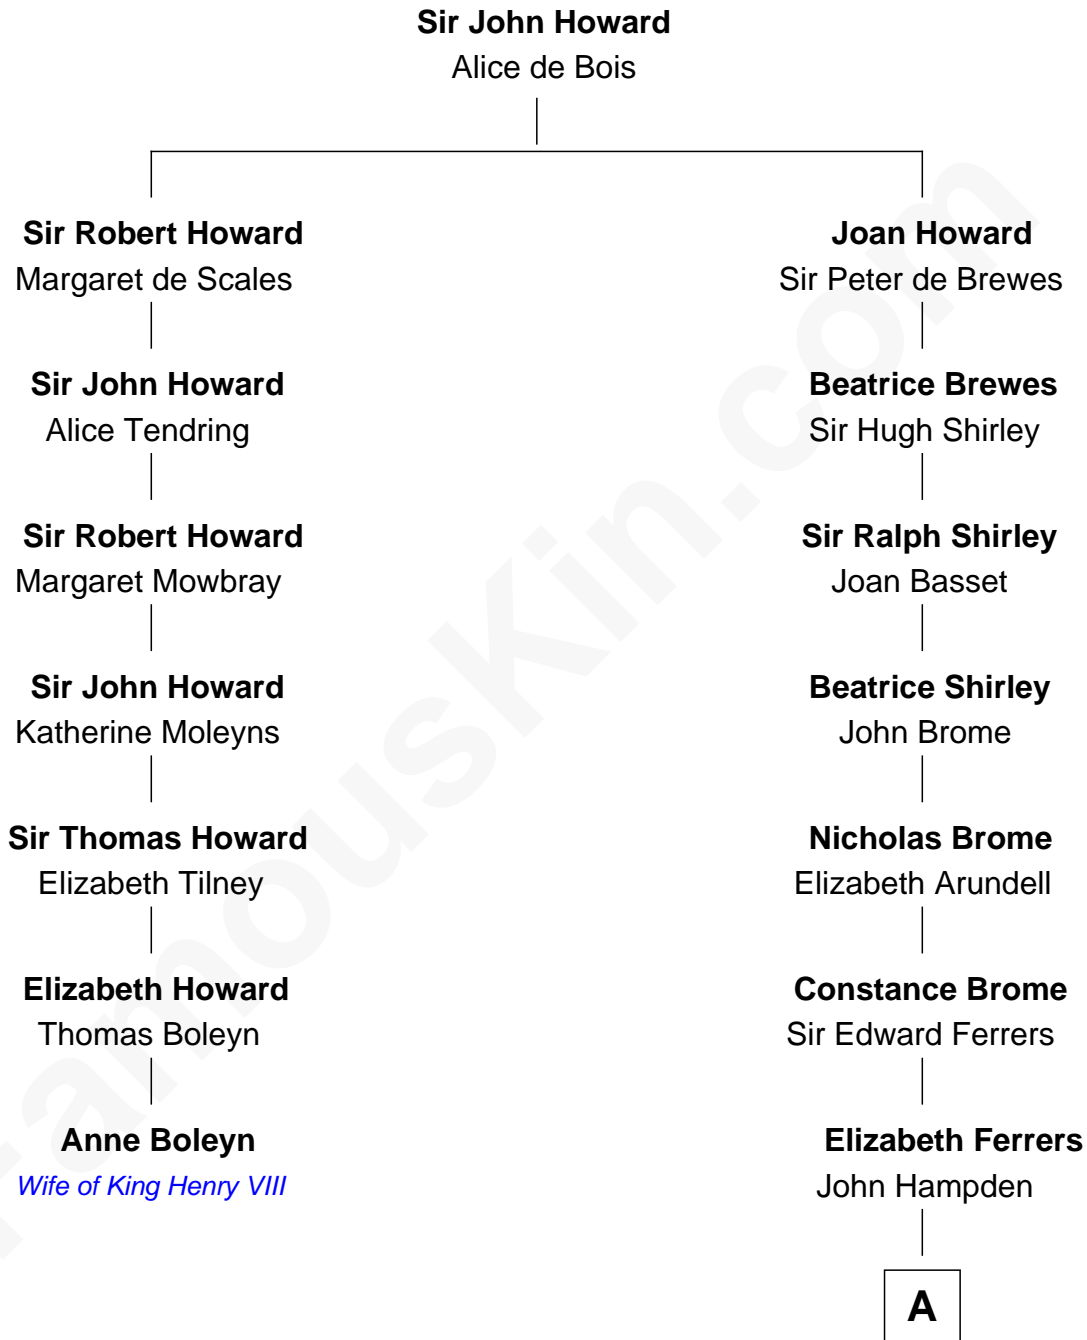 Sir John Howard
Alice de Bois
Sir Robert Howard
Margaret de Scales
Joan Howard
Sir Peter de Brewes
Sir John Howard
Alice Tendring
Beatrice Brewes
Sir Hugh Shirley
Sir Robert Howard
Margaret Mowbray
Sir Ralph Shirley
Joan Basset
Sir John Howard
Katherine Moleyns
Beatrice Shirley
John Brome
Sir Thomas Howard
Elizabeth Tilney
Nicholas Brome
Elizabeth Arundell
Elizabeth Howard
Thomas Boleyn
Constance Brome
Sir Edward Ferrers
Anne Boleyn
Wife of King Henry VIII
Elizabeth Ferrers
John Hampden
A
FamousKin.com